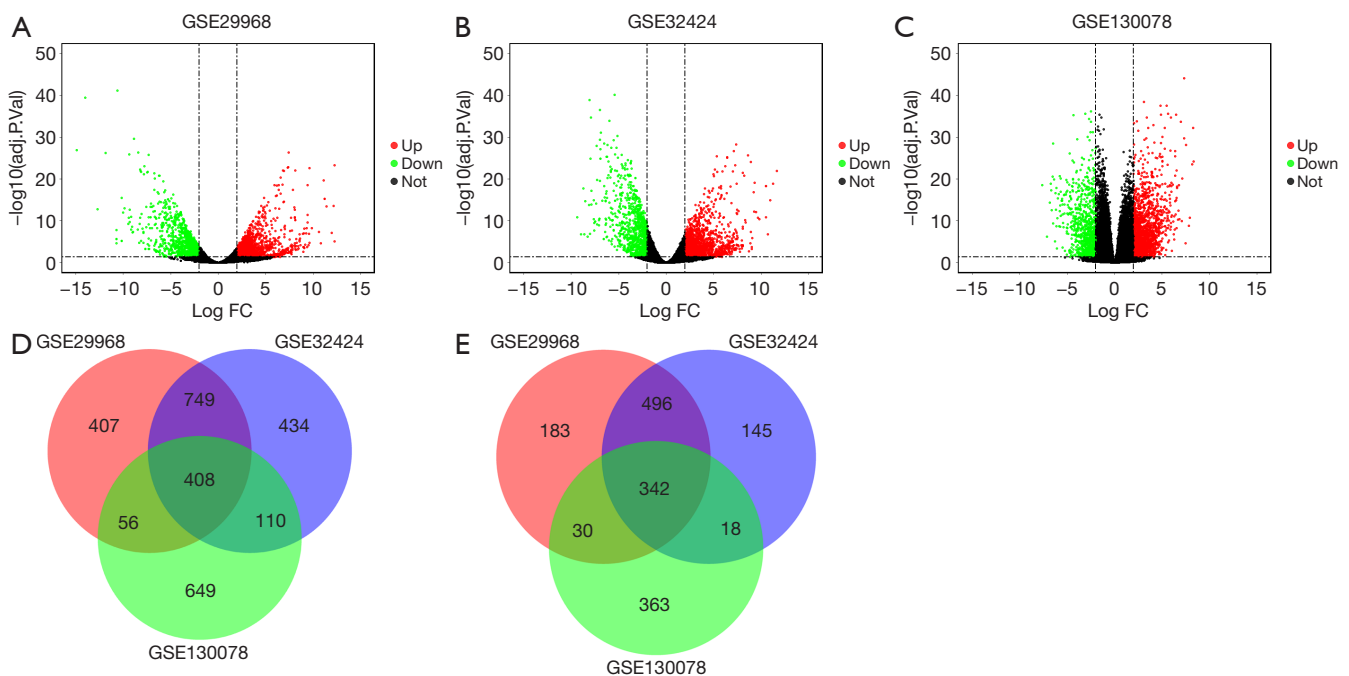 A
GSE29968
50
40
30
20
10
0
−log10(adj.P.Val)
−15
−10
−5
0
5
10
15
Log FC
Up
Down
Not
B
GSE32424
50
40
30
20
10
0
−log10(adj.P.Val)
−15
−10
−5
0
5
10
15
Log FC
Up
Down
Not
C
GSE130078
50
40
30
20
10
0
−log10(adj.P.Val)
−15
−10
−5
0
5
10
15
Log FC
Up
Down
Not
D
GSE29968
GSE32424
749
407
434
408
56
110
649
GSE130078
E
GSE29968
GSE32424
496
183
145
342
30
18
363
GSE130078